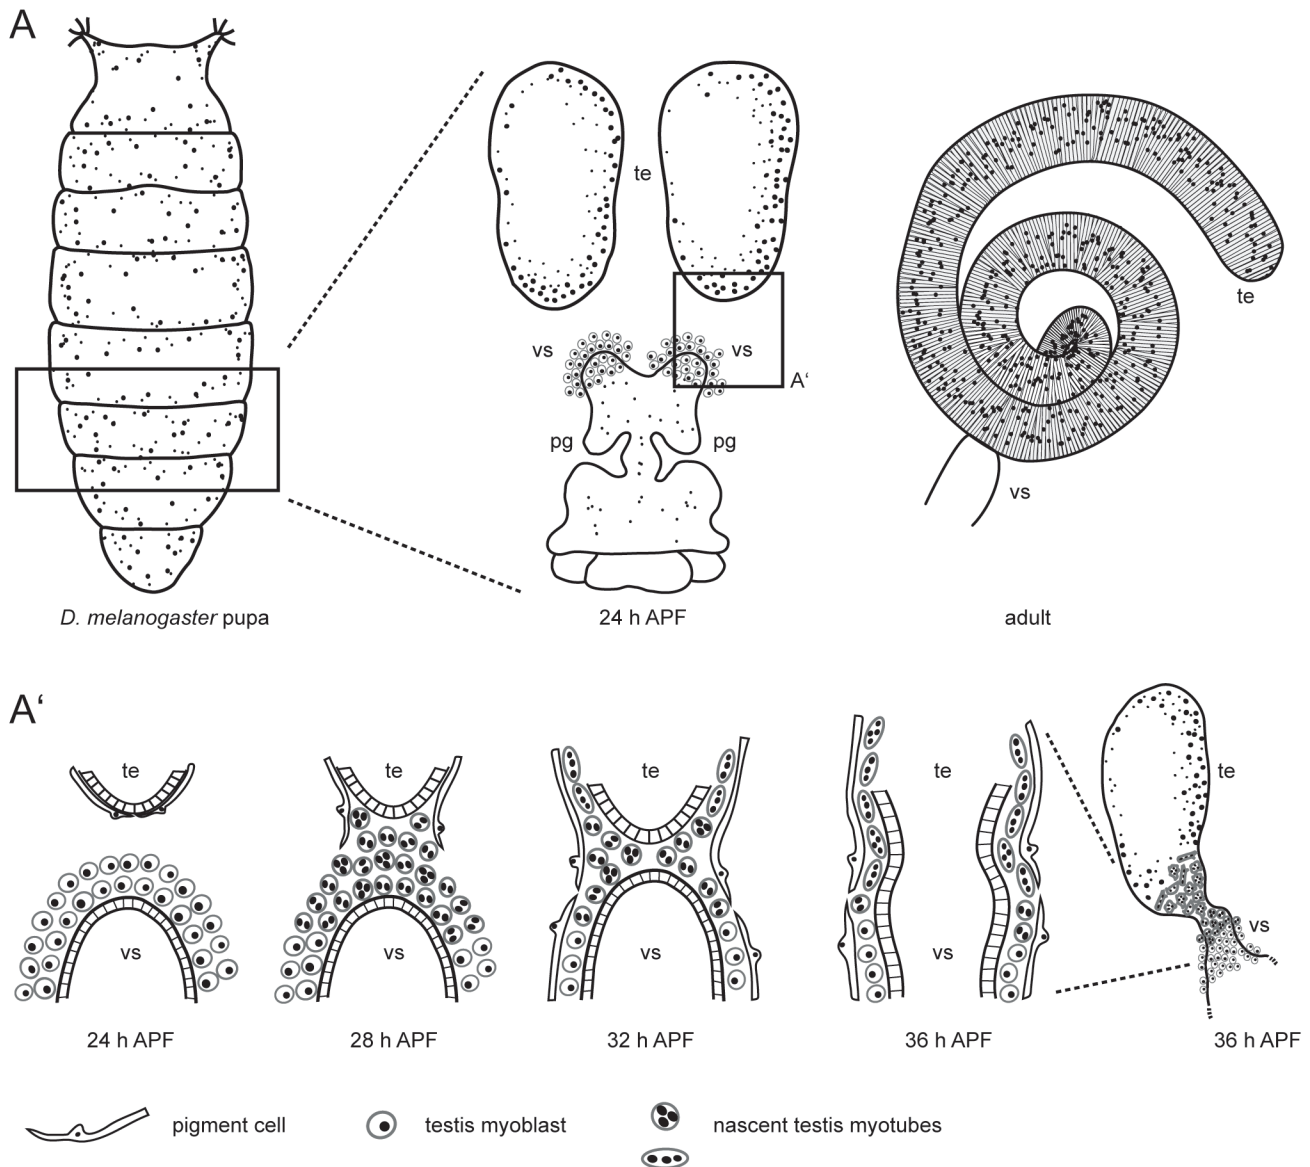 A
te
vs
vs
A‘
pg
pg
te
vs
D. melanogaster pupa
24 h APF
adult
A‘
te
te
te
te
te
vs
vs
vs
vs
vs
24 h APF
28 h APF
32 h APF
36 h APF
36 h APF
pigment cell
testis myoblast
nascent testis myotubes